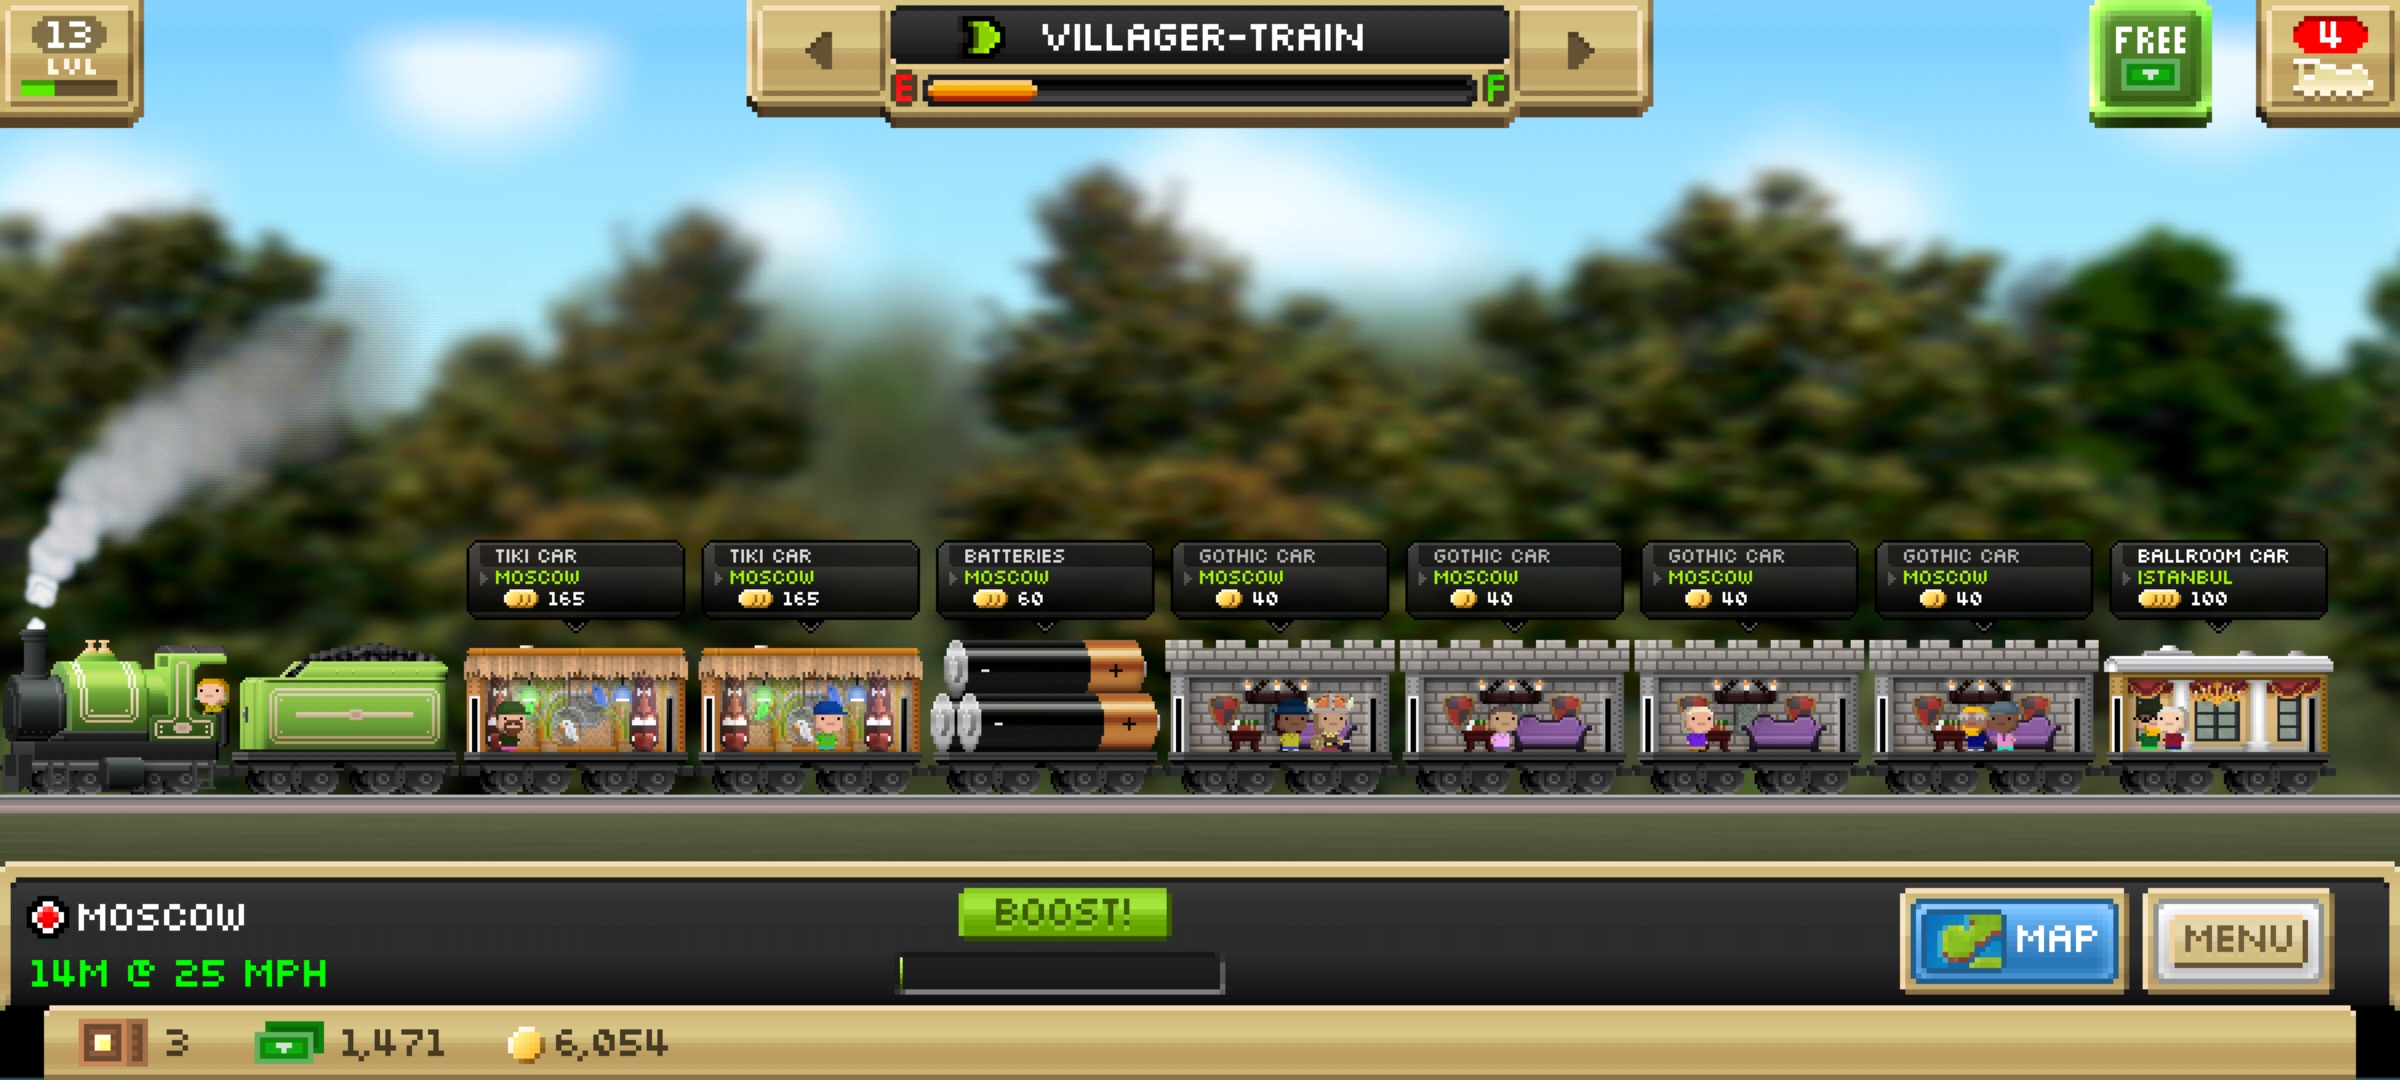 13
LVL
VILLAGER-TRAIN
E F
FREE
4
TIKI CAR
MOSCOW
165
TIKI CAR
MOSCOW
165
BATTERIES
MOSCOW
60
GOTHIC CAR
MOSCOW
40
GOTHIC CAR
MOSCOW
40
GOTHIC CAR
MOSCOW
40
GOTHIC CAR
MOSCOW
40
BALLROOM CAR
ISTANBUL
100
- +
- +
MOSCOW
14M @ 25 MPH
BOOST!
MAP
MENU
3 1,471 6,054